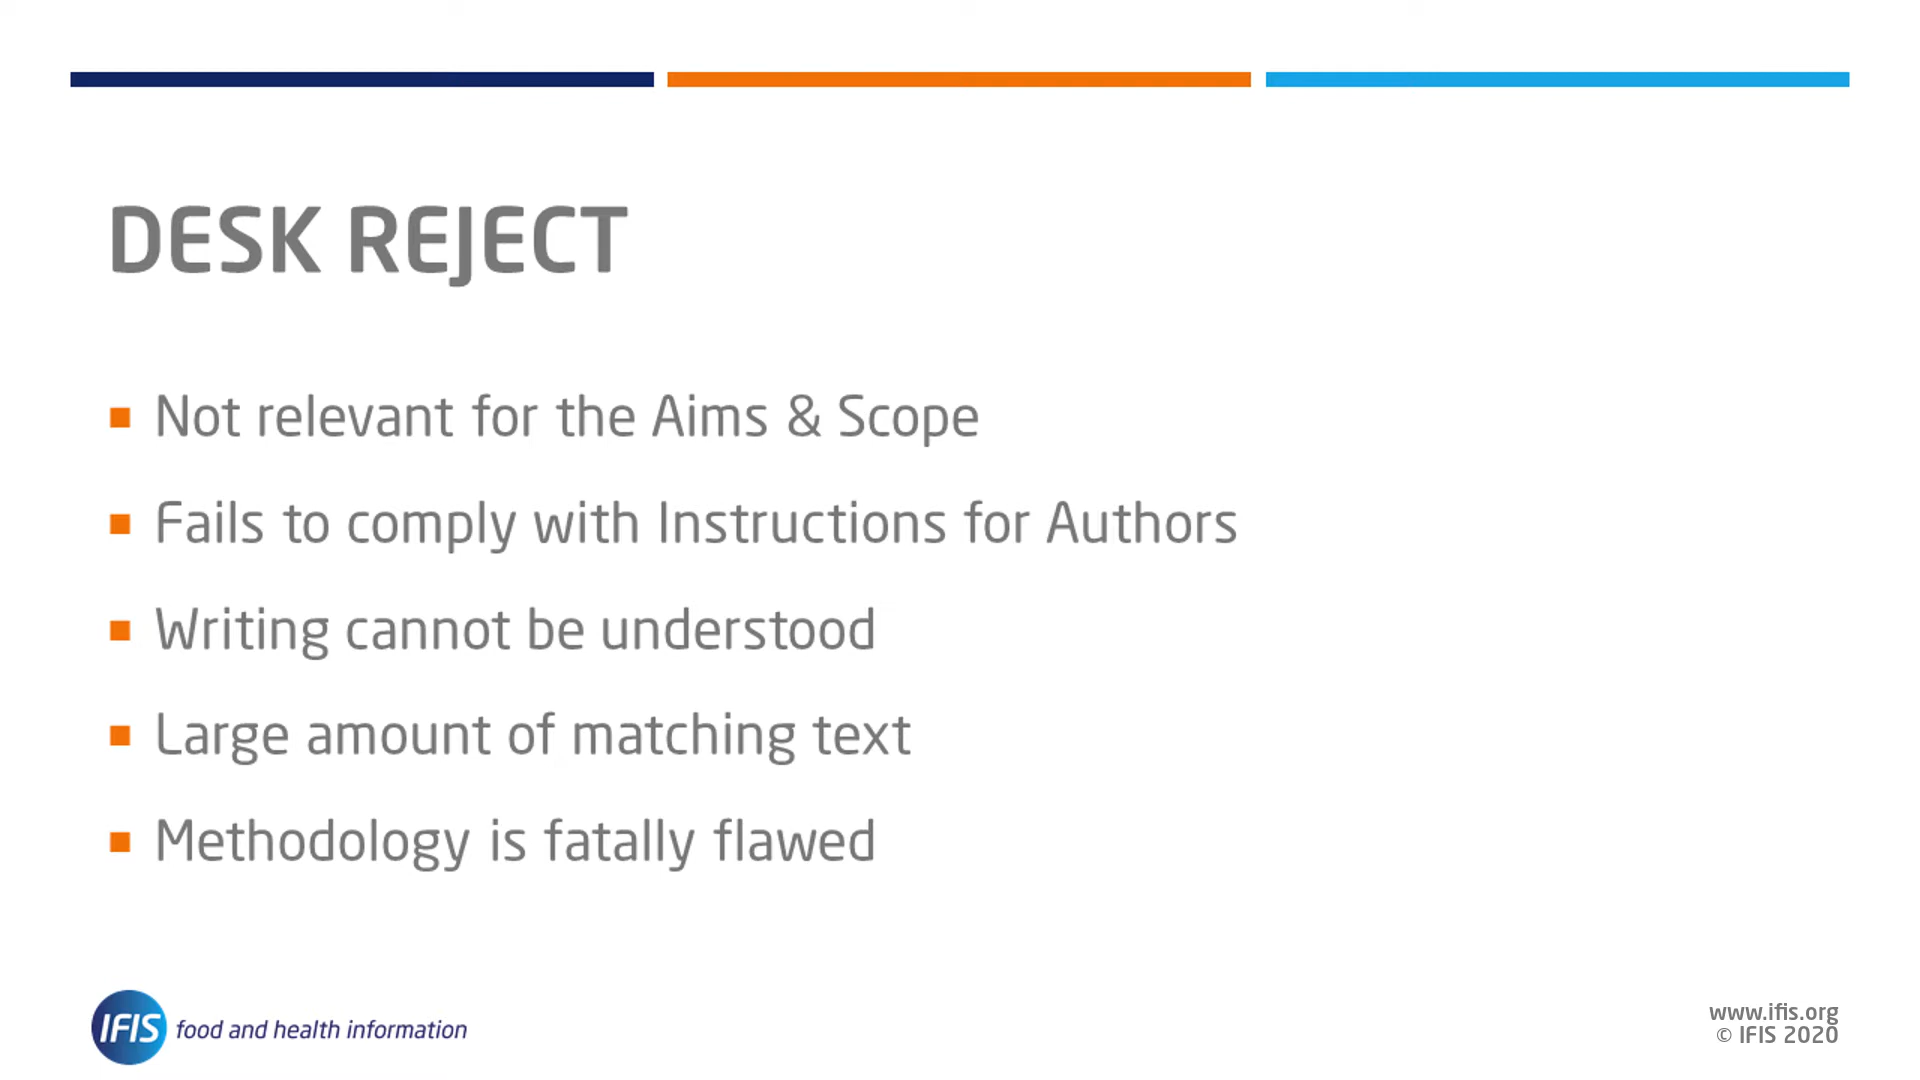 DESK REJECT
Not relevant for the Aims & Scope
Fails to comply with Instructions for Authors
Writing cannot be understood
Large amount of matching text
Methodology is fatally flawed
IFIS food and health information
www.ifis.org
© IFIS 2020